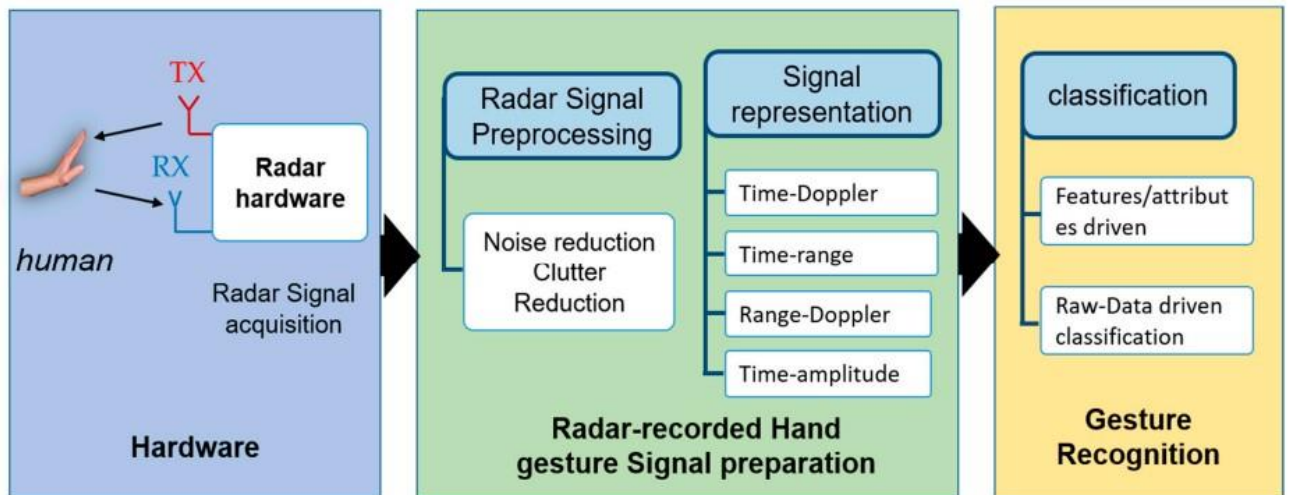 TX
RX
Radar
hardware
human
Radar Signal
acquisition
Hardware
Radar Signal
Preprocessing
Noise reduction
Clutter
Reduction
Signal
representation
Time-Doppler
Time-range
Range-Doppler
Time-amplitude
Radar-recorded Hand
gesture Signal preparation
classification
Features/attribut
es driven
Raw-Data driven
classification
Gesture
Recognition